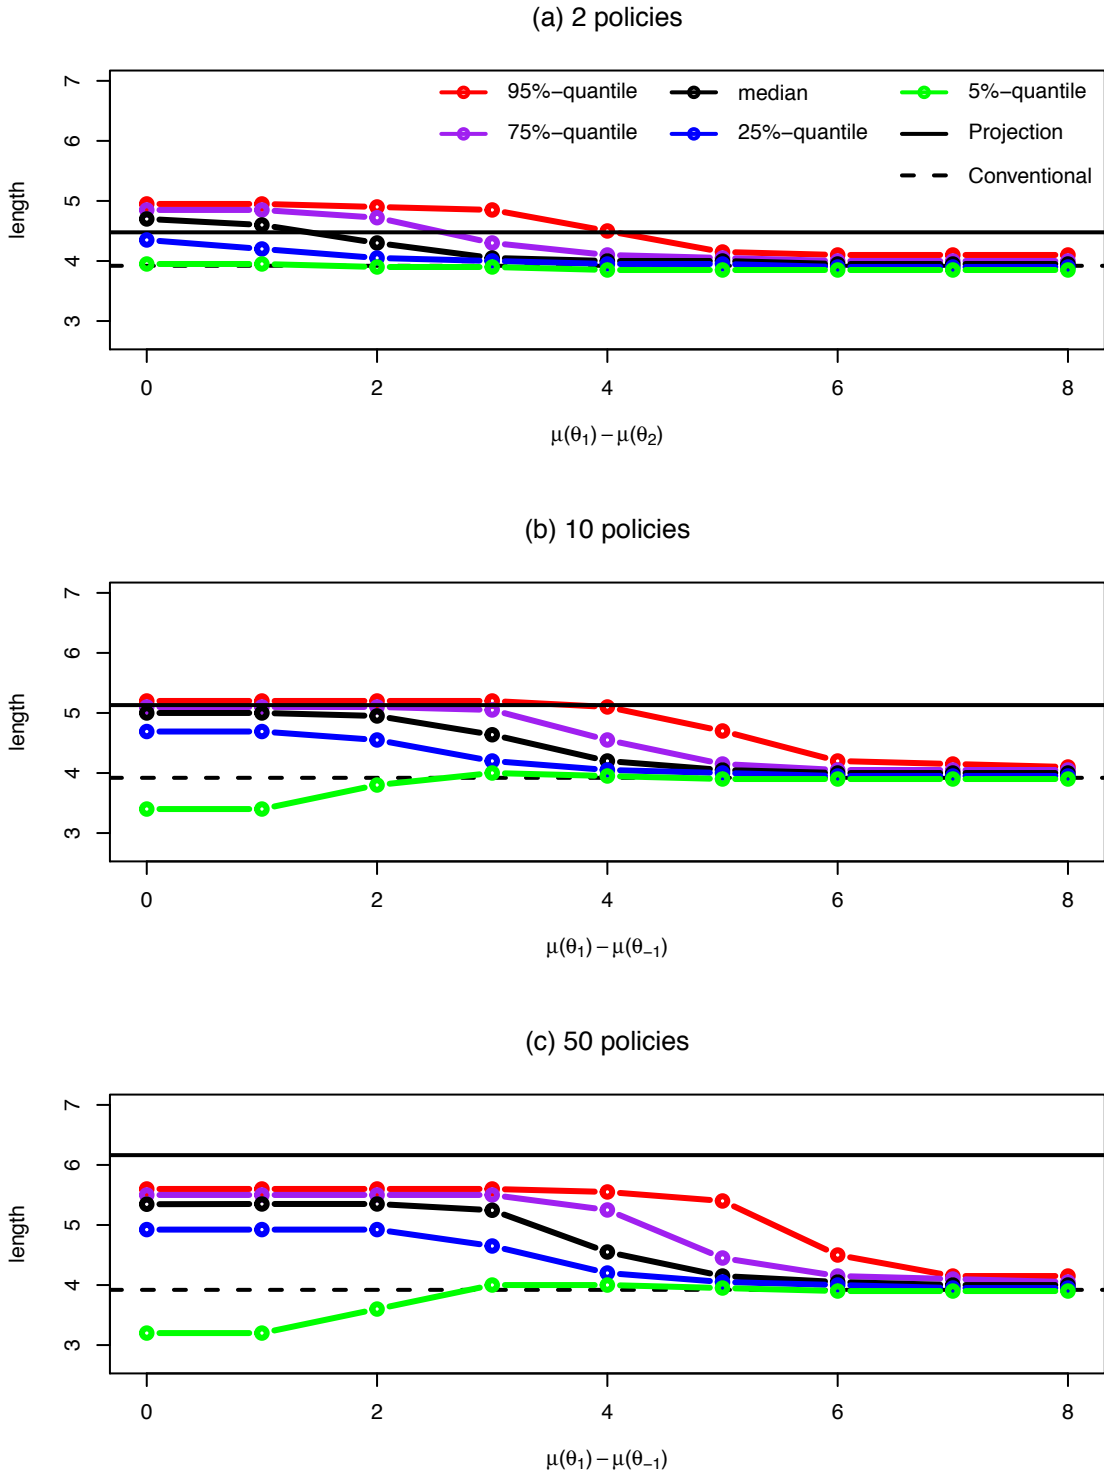 (a) 2 policies
95%−quantile median 5%−quantile
75%−quantile 25%−quantile Projection
Conventional
length
7
6
5
4
3
0 2 4 6 8
μ(θ1) − μ(θ2)
(b) 10 policies
length
7
6
5
4
3
0 2 4 6 8
μ(θ1) − μ(θ−1)
(c) 50 policies
length
7
6
5
4
3
0 2 4 6 8
μ(θ1) − μ(θ−1)